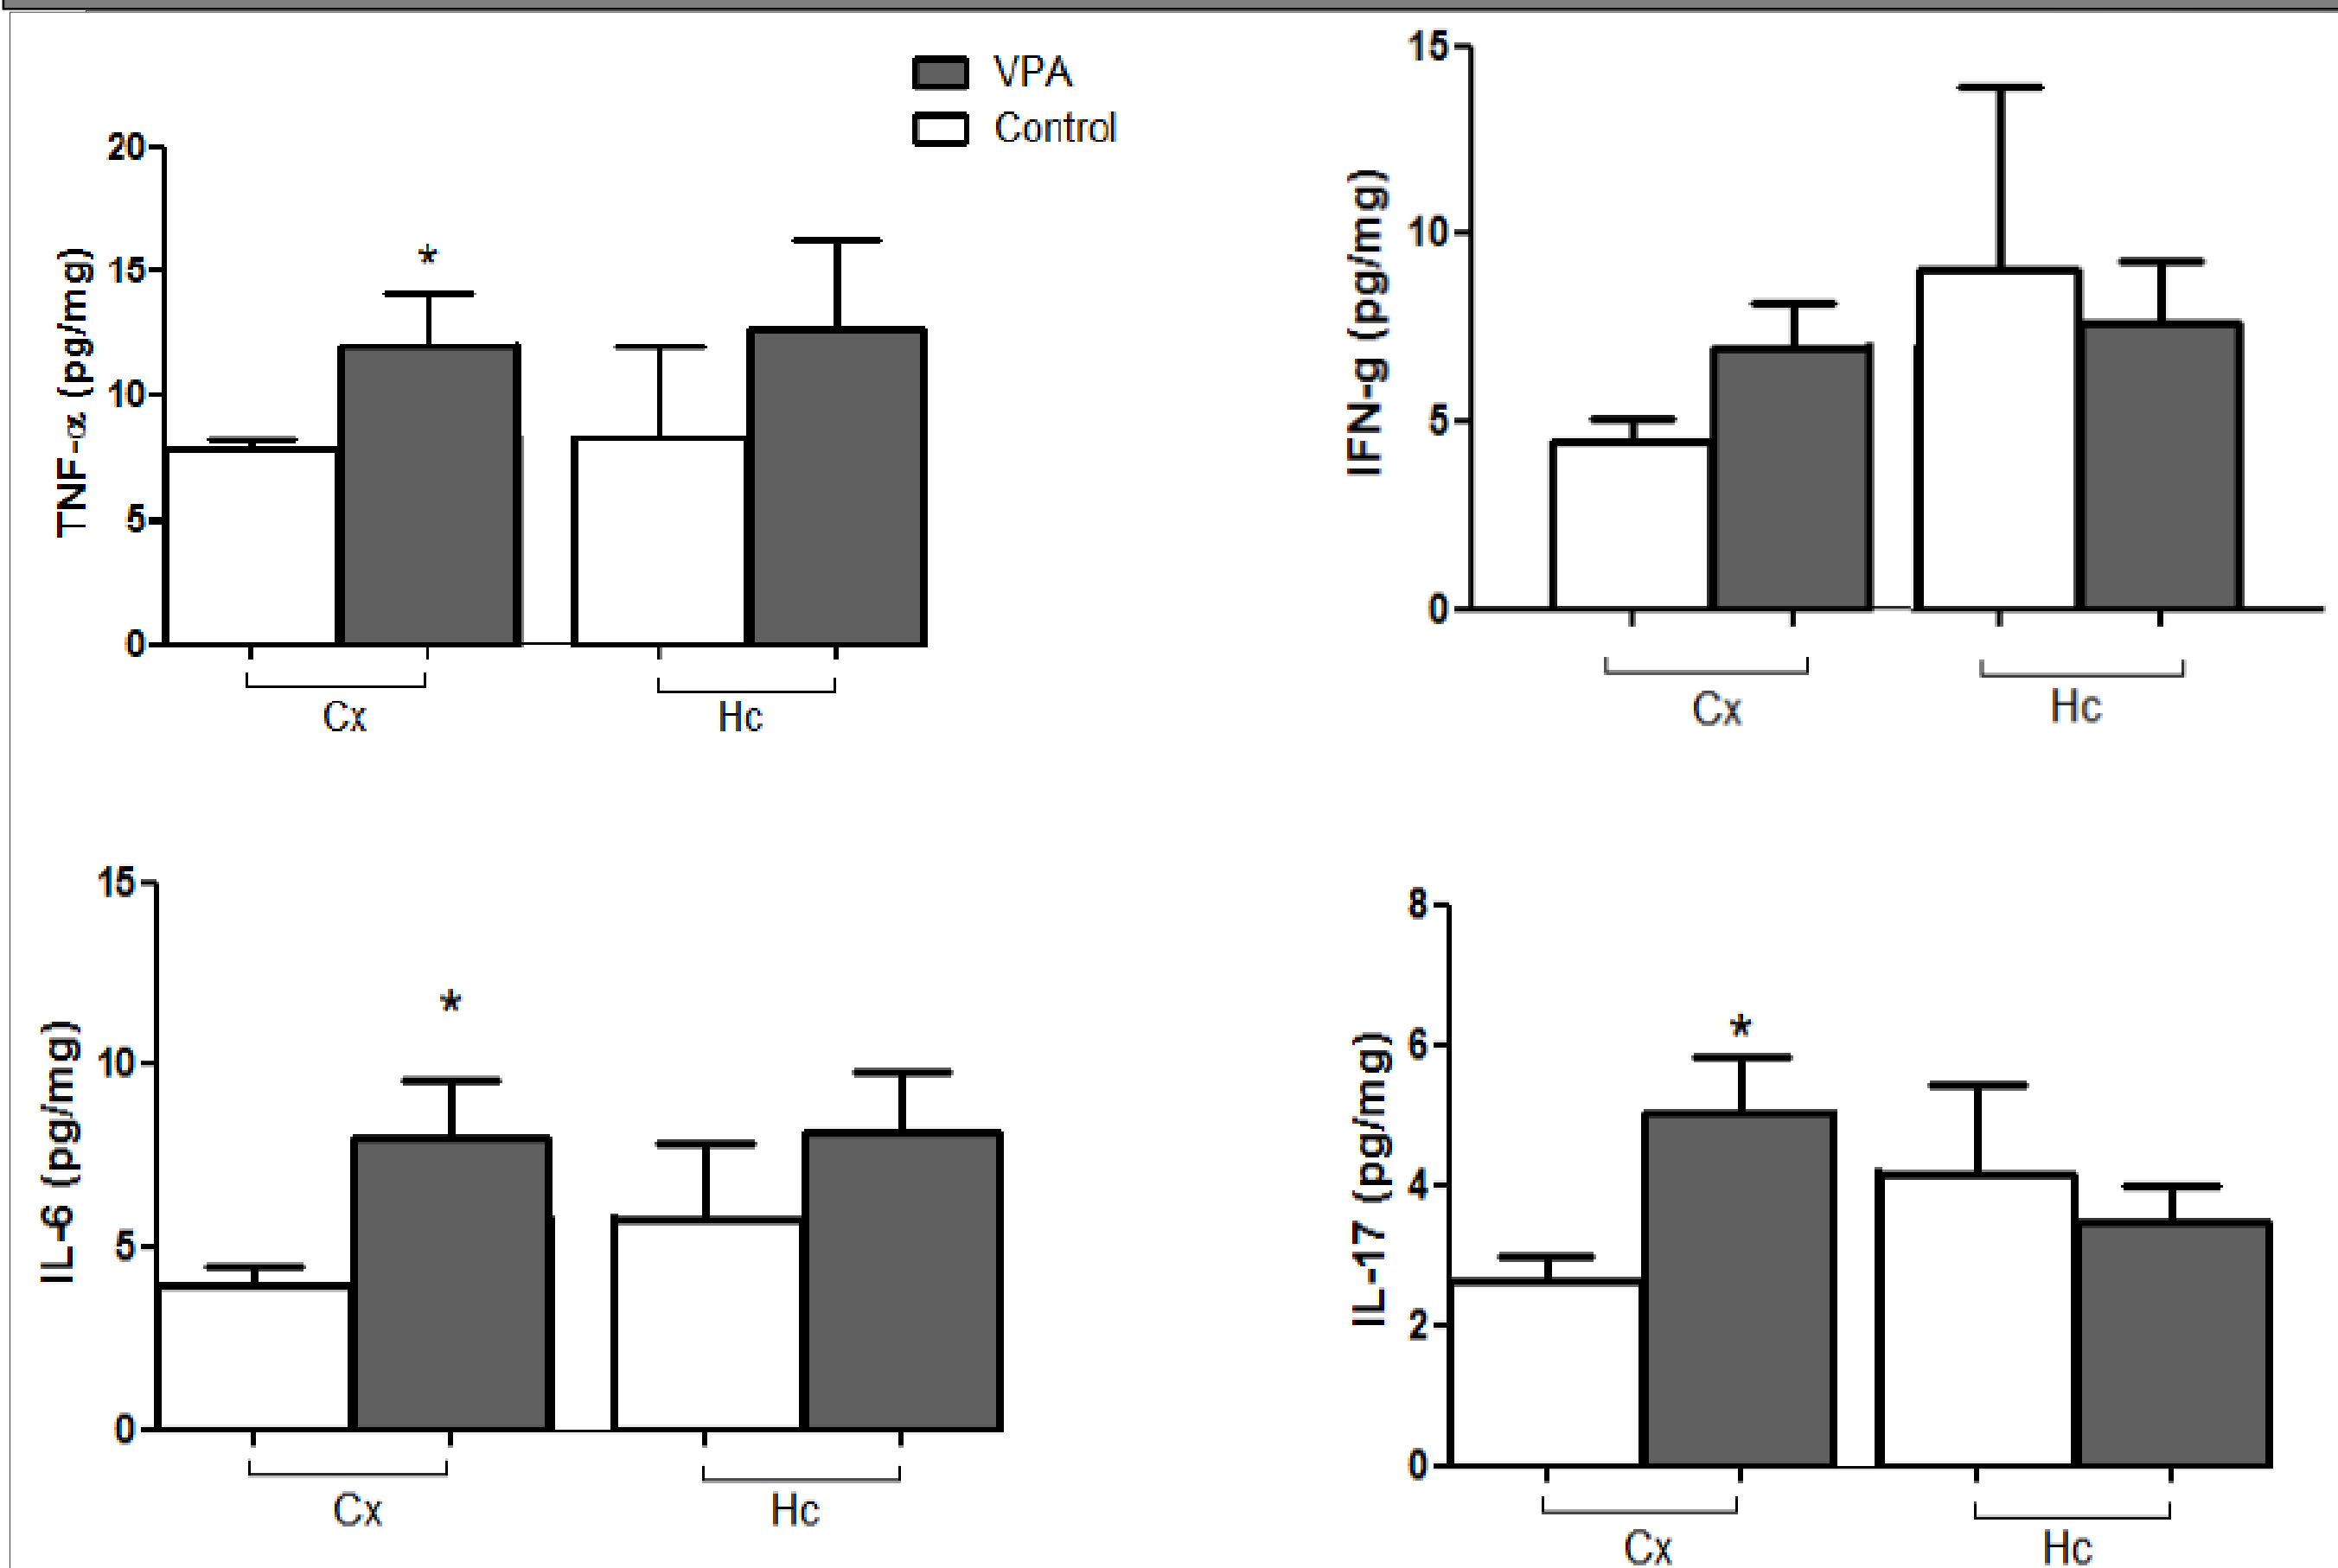 VPA
Control
20
15
10
5
0
TNF-α (pg/mg)
*
Cx
Hc
15
10
5
0
IFN-g (pg/mg)
Cx
Hc
15
10
5
0
IL-6 (pg/mg)
*
Cx
Hc
8
6
4
2
0
IL-17 (pg/mg)
*
Cx
Hc